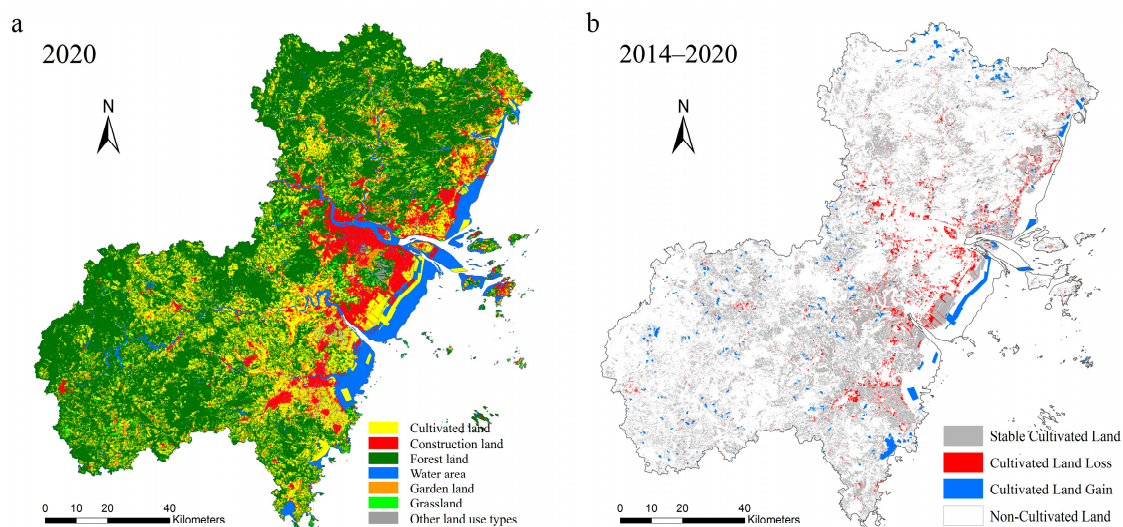 a
2020
N
Cultivated land
Construction land
Forest land
Water area
Garden land
Grassland
Other land use types
0 10 20 40
Kilometers
b
2014–2020
N
Stable Cultivated Land
Cultivated Land Loss
Cultivated Land Gain
Non-Cultivated Land
0 10 20 40
Kilometers